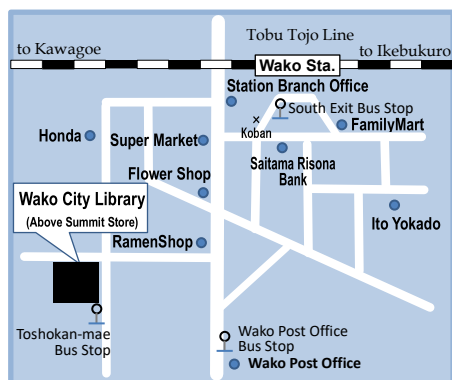 Tobu Tojo Line
to Kawagoe
to Ikebukuro
Wako Sta.
Station Branch Office
South Exit Bus Stop
Koban
FamilyMart
Honda
Super Market
Saitama Risona
Bank
Flower Shop
Wako City Library
(Above Summit Store)
Ito Yokado
RamenShop
Toshokan-mae
Bus Stop
Wako Post Office
Bus Stop
Wako Post Office